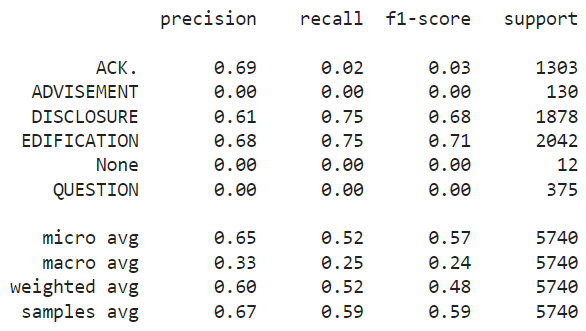 precision recall f1-score support
ACK. 0.69 0.02 0.03 1303
ADVISEMENT 0.00 0.00 0.00 130
DISCLOSURE 0.61 0.75 0.68 1878
EDIFICATION 0.68 0.75 0.71 2042
None 0.00 0.00 0.00 12
QUESTION 0.00 0.00 0.00 375
micro avg 0.65 0.52 0.57 5740
macro avg 0.33 0.25 0.24 5740
weighted avg 0.60 0.52 0.48 5740
samples avg 0.67 0.59 0.59 5740